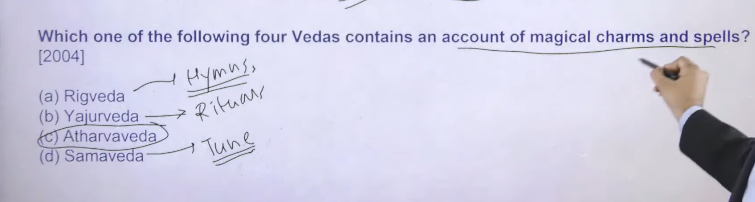 Which one of the following four Vedas contains an account of magical charms and spells?
[2004]
Hymns,
(a) Rigveda
Rituals
(b) Yajurveda
(c) Atharvaveda
Tune
(d) Samaveda